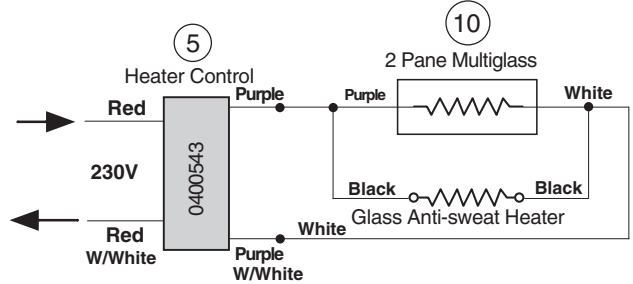 5
Heater Control
10
2 Pane Multiglass
Red
Purple
Purple
White
230V
0400543
Black
Black
Glass Anti-sweat Heater
Red
W/White
Purple
W/White
White